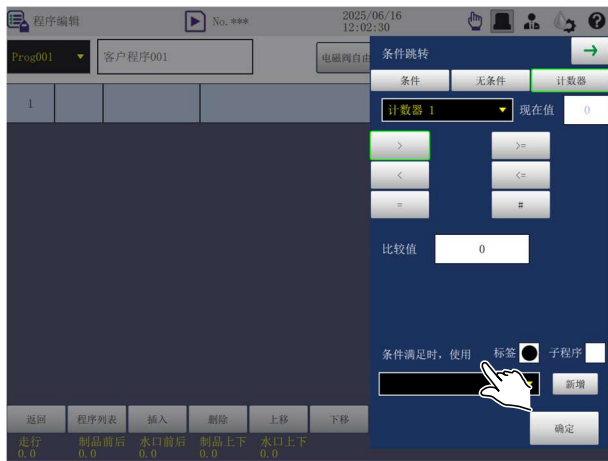 程序编辑
No. ***
2025/06/16
12:02:30
Prog001
客户程序001
电磁阀自由
1
条件跳转
条件 无条件 计数器
计数器 1 现在值 0
> >=
< <=
= #
比较值 0
条件满足时，使用 标签 子程序
新增
确定
返回 程序列表 插入 删除 上移 下移
走行 制品前后 水口前后 制品上下 水口上下
0.0 0.0 0.0 0.0 0.0